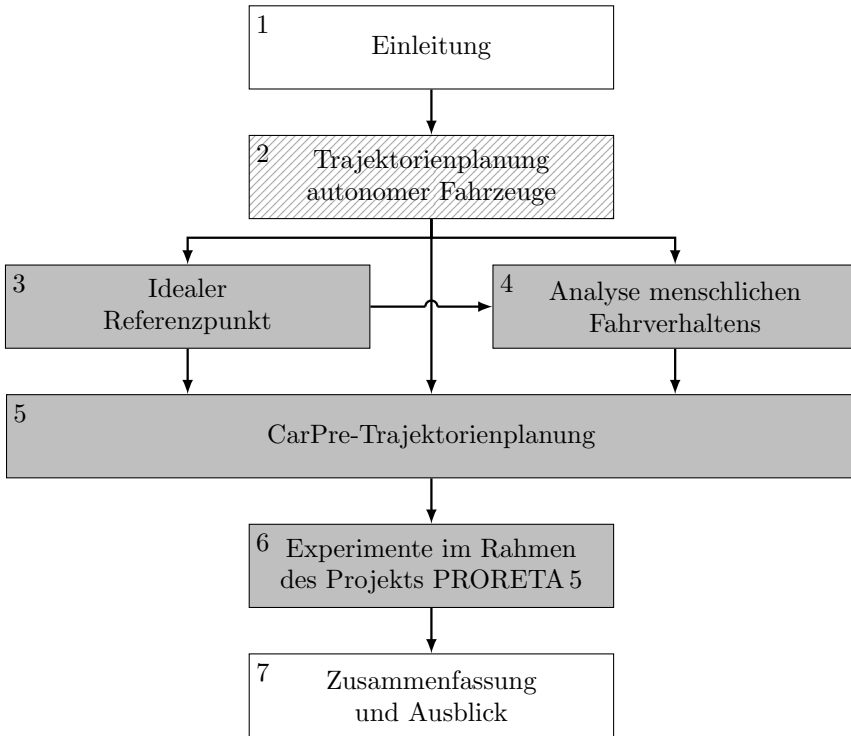 1
Einleitung
2
Trajektorienplanung
autonomer Fahrzeuge
3
Idealer
Referenzpunkt
4
Analyse menschlichen
Fahrverhaltens
5
CarPre-Trajektorienplanung
6
Experimente im Rahmen
des Projekts PRORETA 5
7
Zusammenfassung
und Ausblick